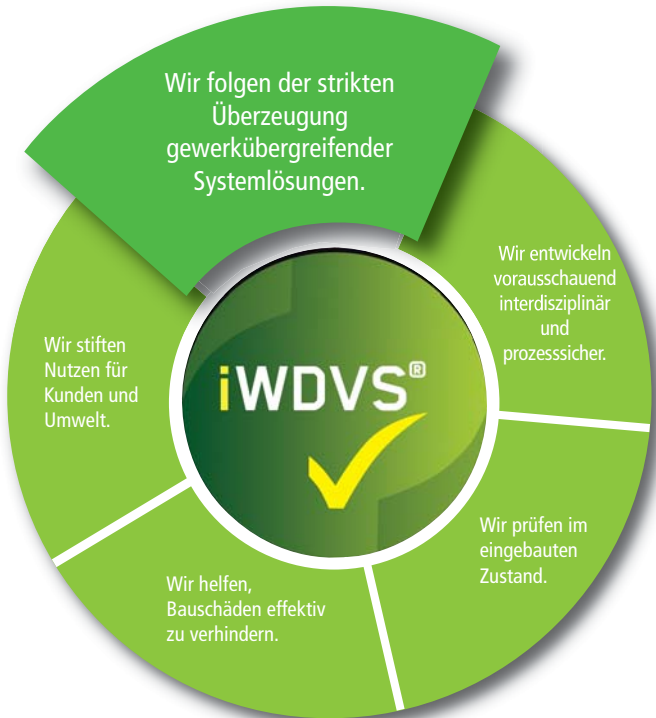 Wir folgen der strikten
Überzeugung
gewerkübergreifender
Systemlösungen.
Wir entwickeln
vorausschauend
interdisziplinär
und
prozesssicher.
Wir prüfen im
eingebauten
Zustand.
Wir helfen,
Bauschäden effektiv
zu verhindern.
Wir stiften
Nutzen für
Kunden und
Umwelt.
iWDVS®